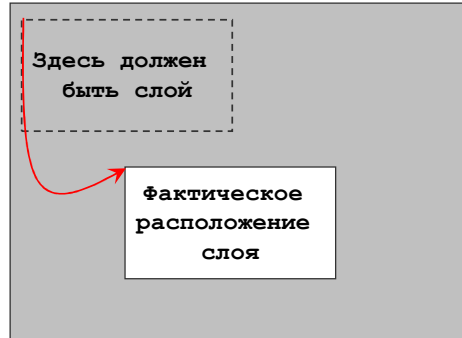 Здесь должен
быть слой
Фактическое
расположение
слоя